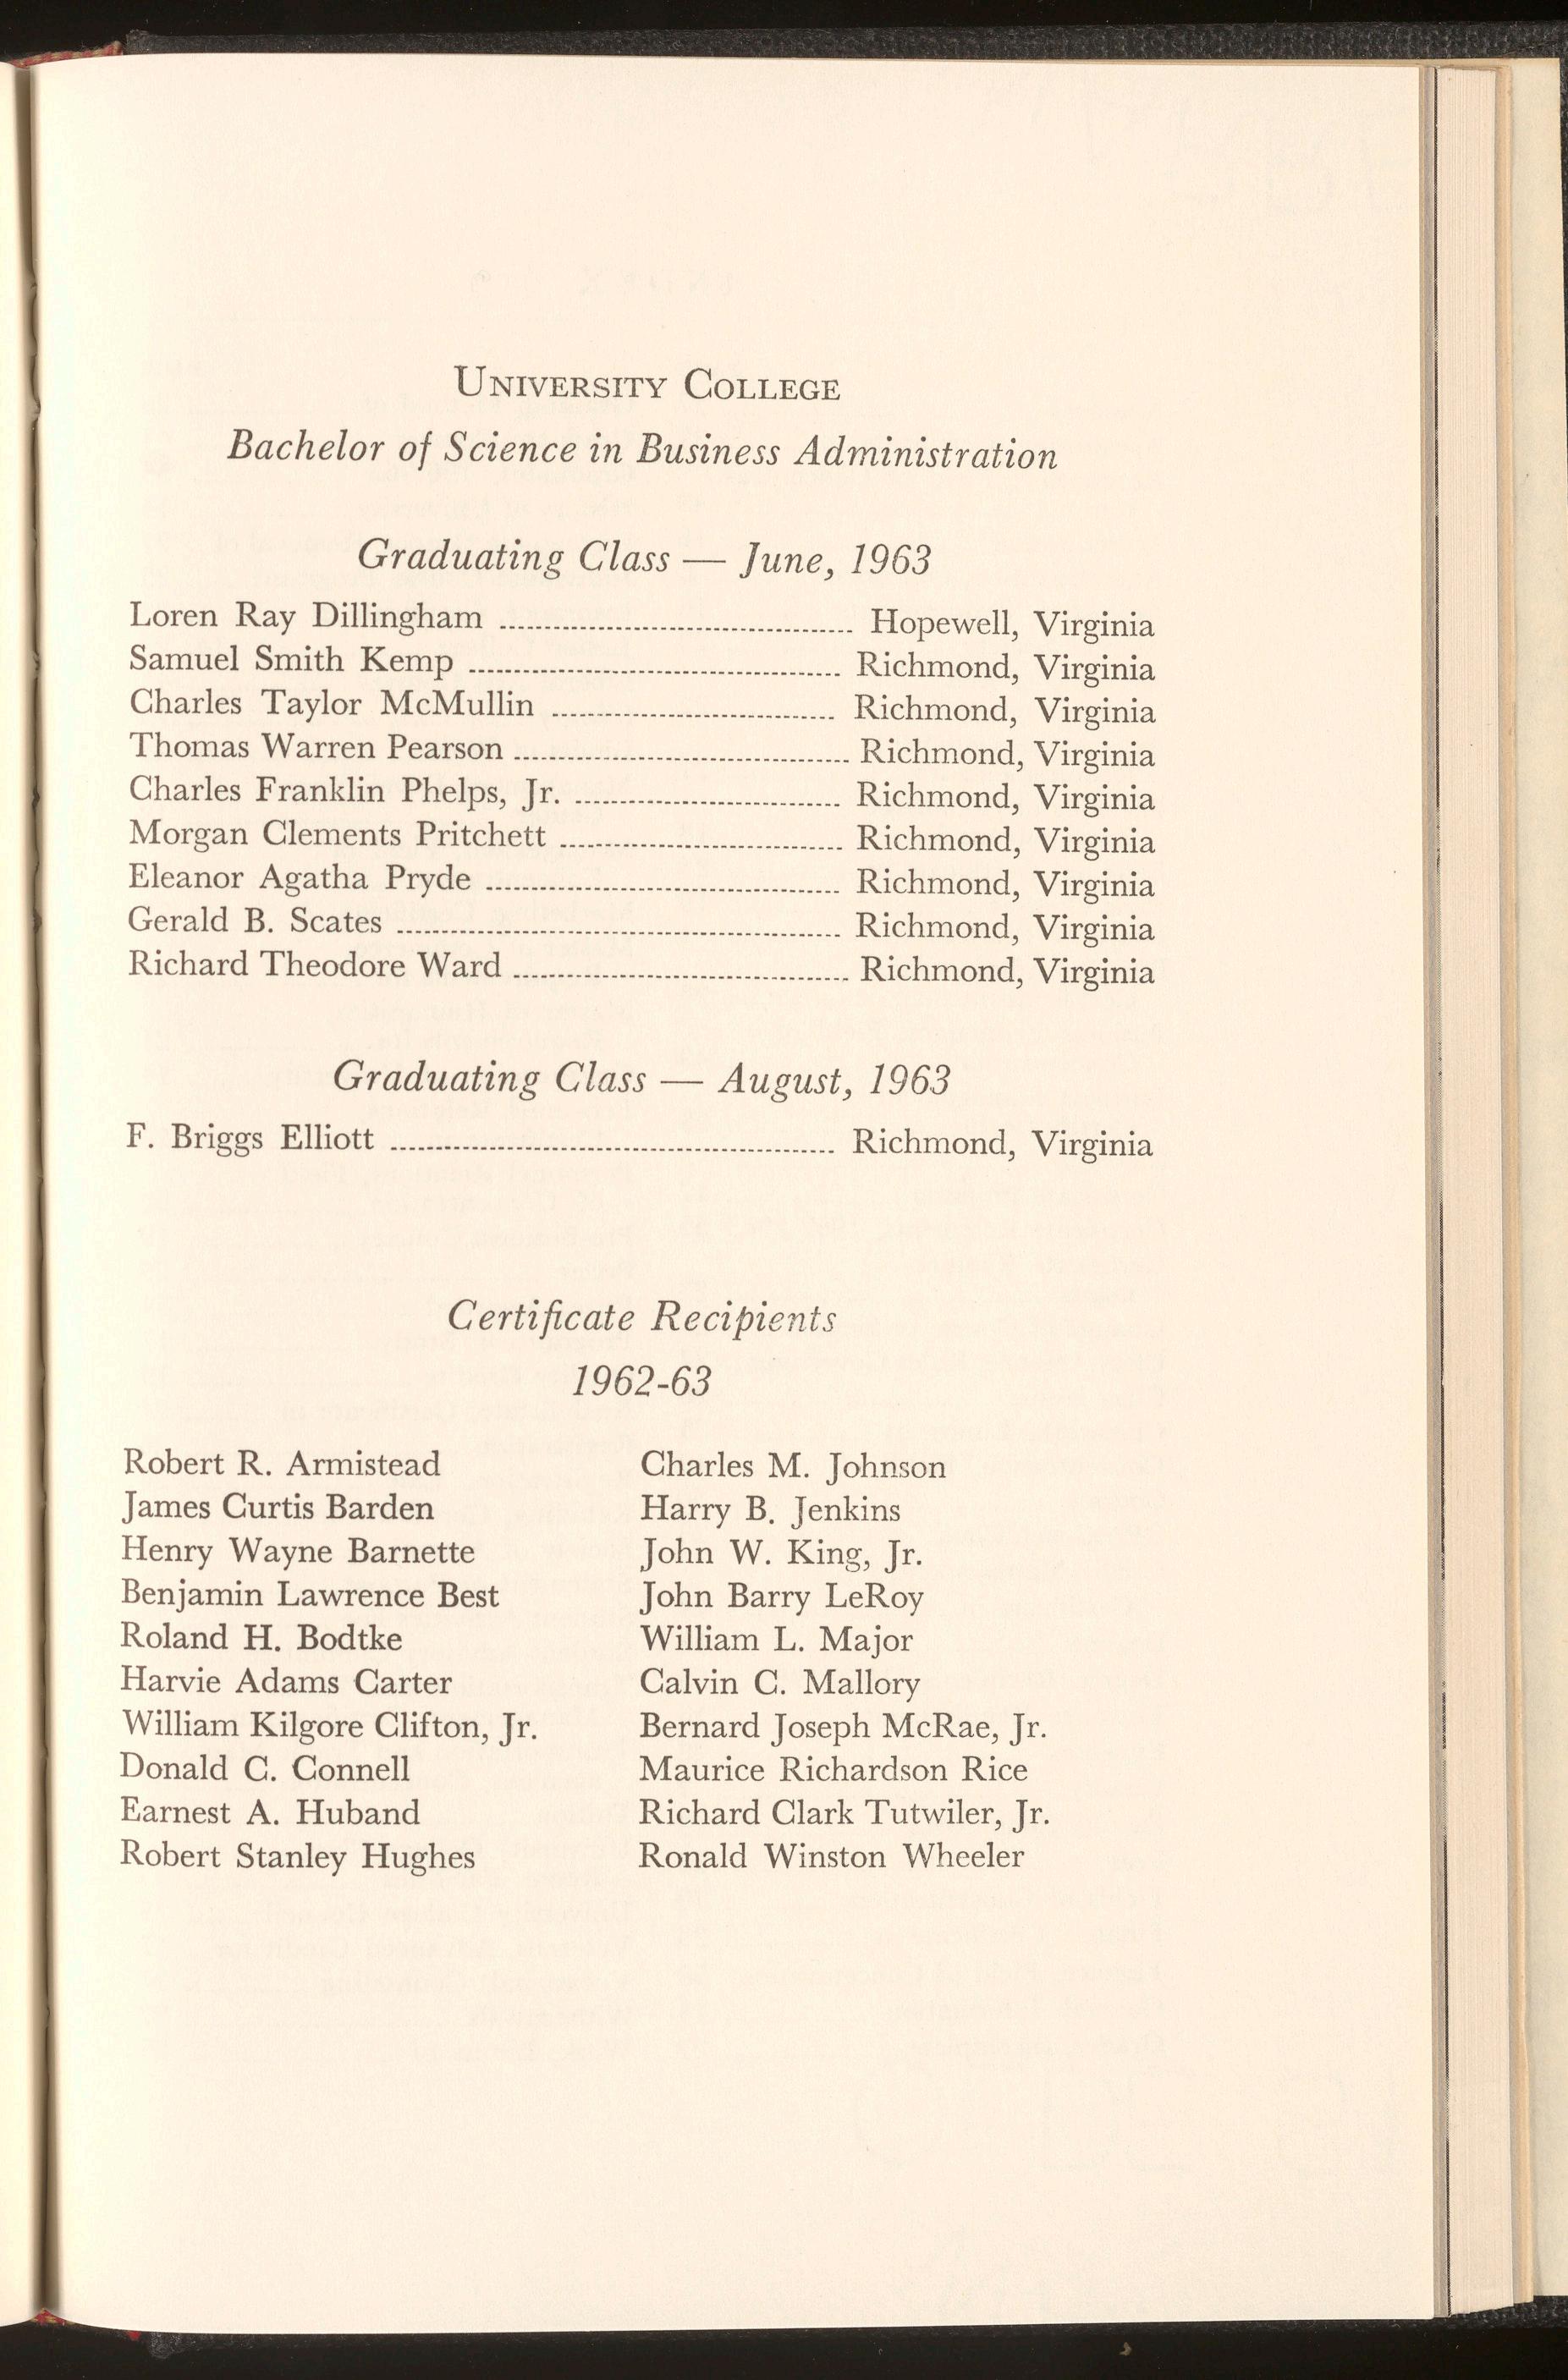 UNIVERSITY COLLEGE
Bachelor of Science in Business Administration
Graduating Class — June, 1963
Loren Ray Dillingham ........................................ Hopewell, Virginia
Samuel Smith Kemp ........................................ Richmond, Virginia
Charles Taylor McMullin ........................................ Richmond, Virginia
Thomas Warren Pearson ........................................ Richmond, Virginia
Charles Franklin Phelps, Jr. ........................................ Richmond, Virginia
Morgan Clements Pritchett ........................................ Richmond, Virginia
Eleanor Agatha Pryde ........................................ Richmond, Virginia
Gerald B. Scates ........................................ Richmond, Virginia
Richard Theodore Ward ........................................ Richmond, Virginia
Graduating Class — August, 1963
F. Briggs Elliott ........................................ Richmond, Virginia
Certificate Recipients
1962-63
Robert R. Armistead
James Curtis Barden
Henry Wayne Barnette
Benjamin Lawrence Best
Roland H. Bodtke
Harvie Adams Carter
William Kilgore Clifton, Jr.
Donald C. Connell
Earnest A. Huband
Robert Stanley Hughes
Charles M. Johnson
Harry B. Jenkins
John W. King, Jr.
John Barry LeRoy
William L. Major
Calvin C. Mallory
Bernard Joseph McRae, Jr.
Maurice Richardson Rice
Richard Clark Tutwiler, Jr.
Ronald Winston Wheeler